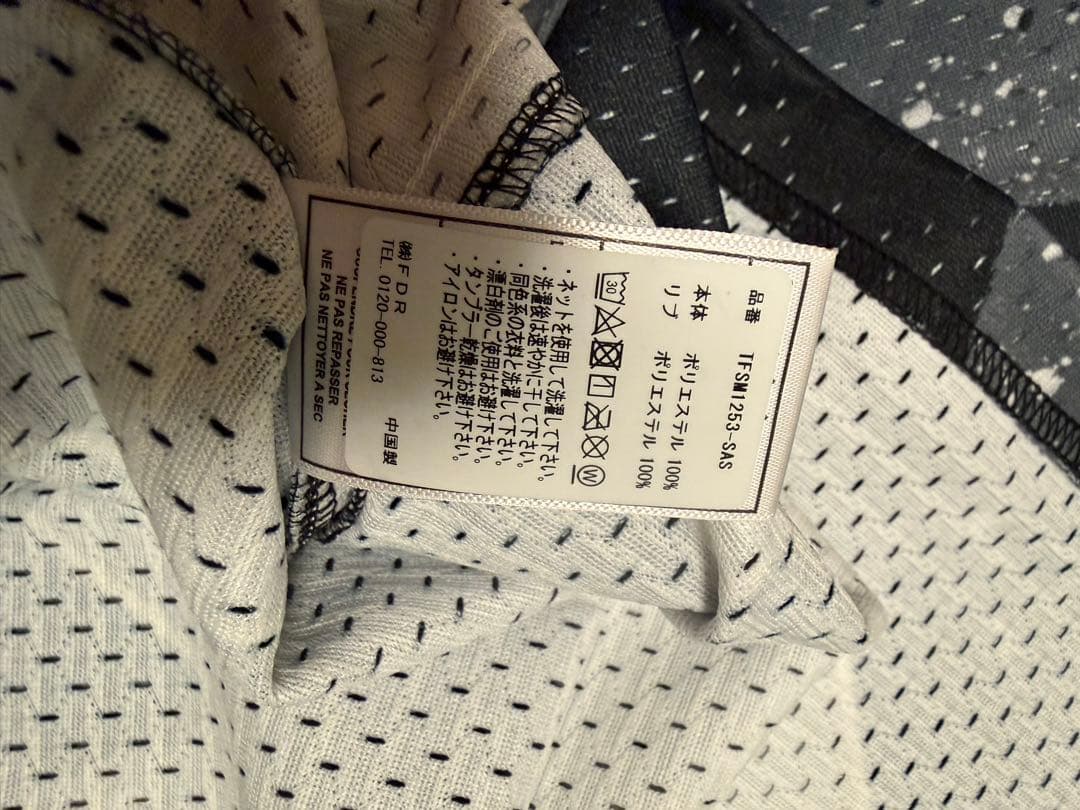 品番 TFSM1253-SAS
本体 ポリエステル 100%
リブ ポリエステル 100%
30 W
・ネットを使用して洗濯して下さい。
・洗濯後は速やかに干して下さい。
・同色系の衣料と洗濯して下さい。
・漂白剤のご使用はお避け下さい。
・タンブラー乾燥はお避け下さい。
・アイロンはお避け下さい。
㈱FDR
TEL 0120-000-813 中国製
NE PAS REPASSER
NE PAS NETTOYER A SEC